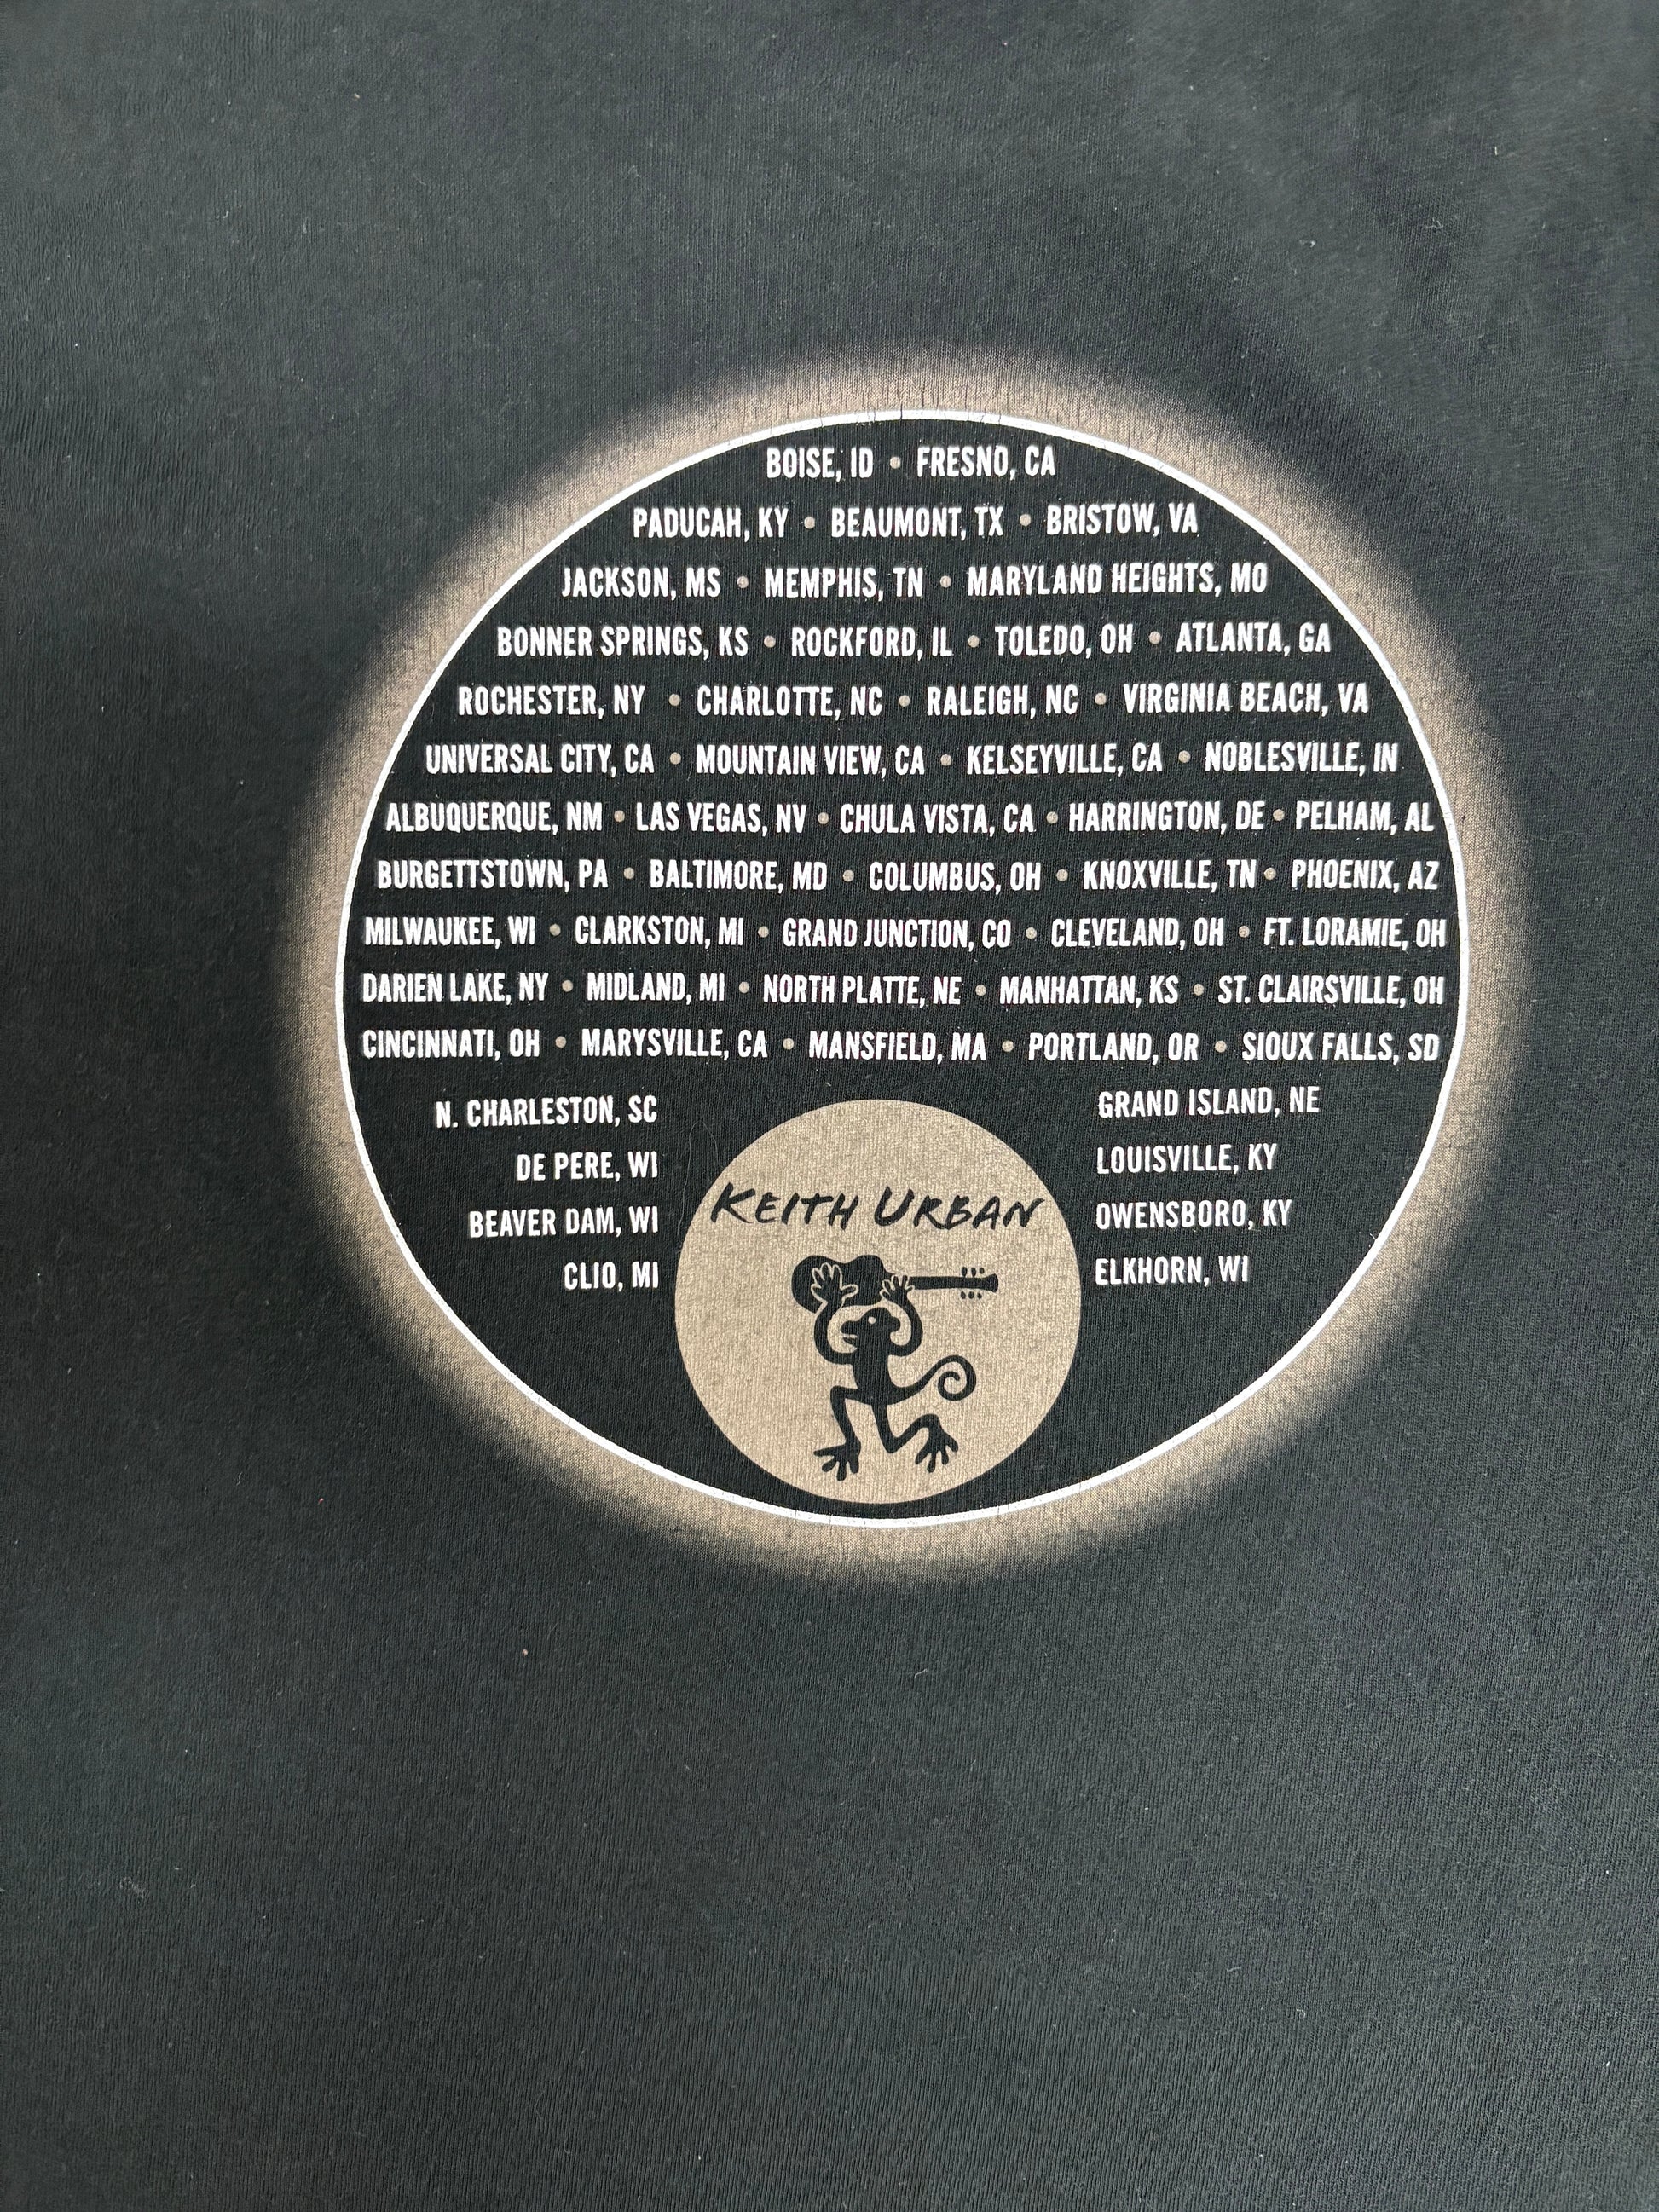 BOISE, ID • FRESNO, CA
PADUCAH, KY • BEAUMONT, TX • BRISTOW, VA
JACKSON, MS • MEMPHIS, TN • MARYLAND HEIGHTS, MO
BONNER SPRINGS, KS • ROCKFORD, IL • TOLEDO, OH • ATLANTA, GA
ROCHESTER, NY • CHARLOTTE, NC • RALEIGH, NC • VIRGINIA BEACH, VA
UNIVERSAL CITY, CA • MOUNTAIN VIEW, CA • KELSEYVILLE, CA • NOBLESVILLE, IN
ALBUQUERQUE, NM • LAS VEGAS, NV • CHULA VISTA, CA • HARRINGTON, DE • PELHAM, AL
BURGETTSTOWN, PA • BALTIMORE, MD • COLUMBUS, OH • KNOXVILLE, TN • PHOENIX, AZ
MILWAUKEE, WI • CLARKSTON, MI • GRAND JUNCTION, CO • CLEVELAND, OH • FT. LORAMIE, OH
DARIEN LAKE, NY • MIDLAND, MI • NORTH PLATTE, NE • MANHATTAN, KS • ST. CLAIRSVILLE, OH
CINCINNATI, OH • MARYSVILLE, CA • MANSFIELD, MA • PORTLAND, OR • SIOUX FALLS, SD
N. CHARLESTON, SC
DE PERE, WI
BEAVER DAM, WI
CLIO, MI
KEITH URBAN
GRAND ISLAND, NE
LOUISVILLE, KY
OWENSBORO, KY
ELKHORN, WI